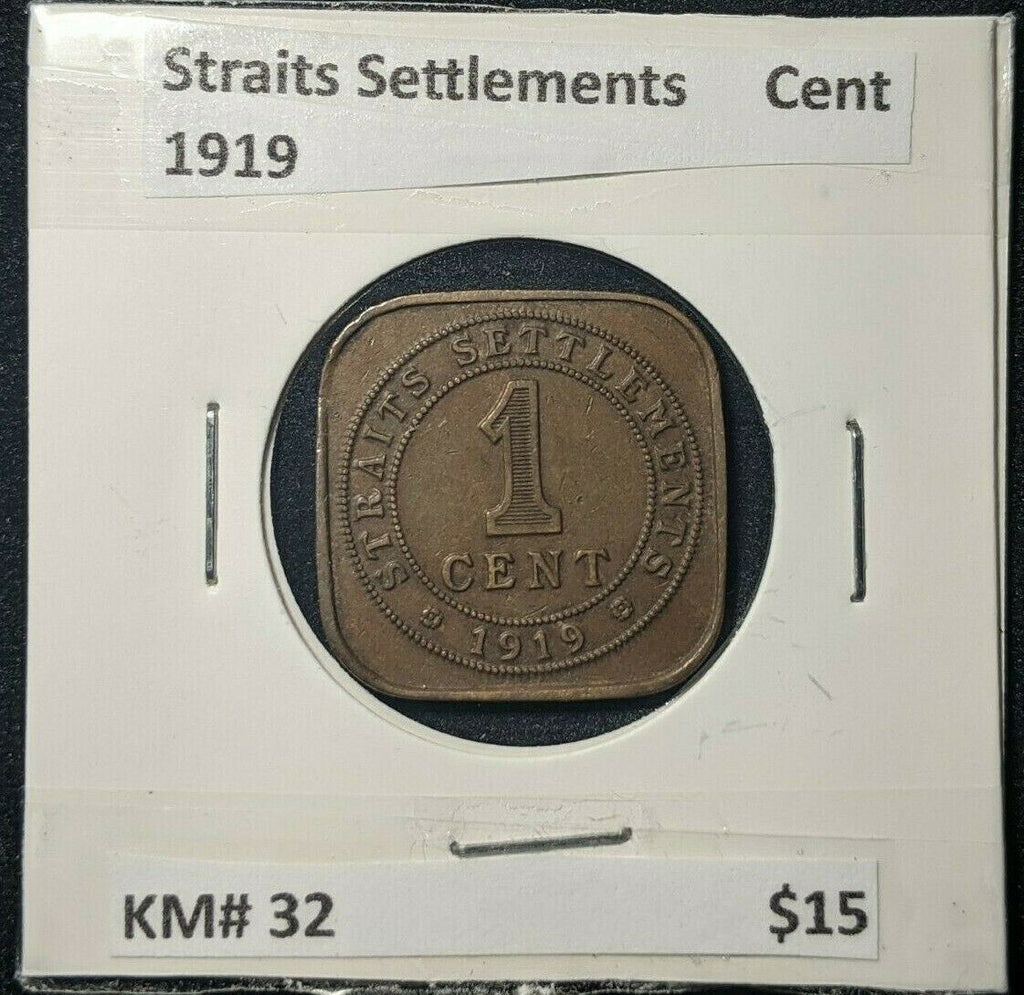 Straits Settlements Cent
1919
STRAITS SETTLEMENTS
1
CENT
1919
KM# 32 $15